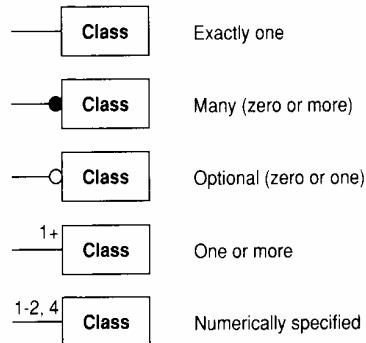 Class Exactly one
Class Many (zero or more)
Class Optional (zero or one)
1+
Class One or more
1-2, 4
Class Numerically specified